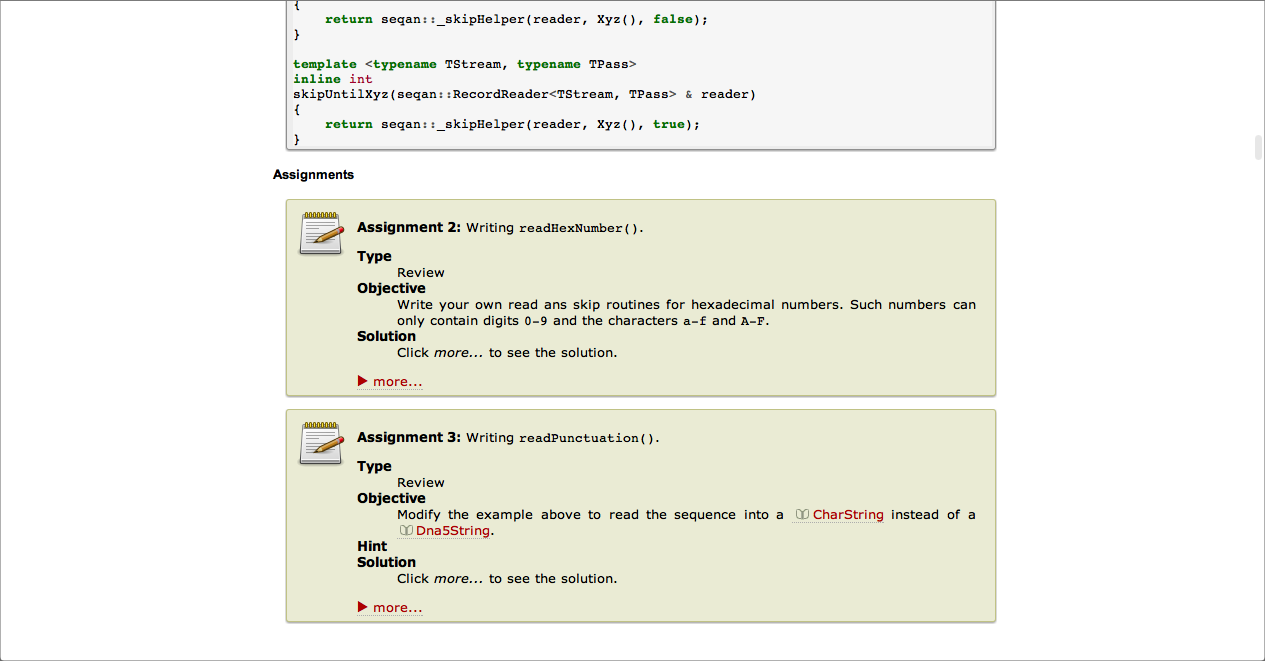 {
    return seqan::_skipHelper(reader, Xyz(), false);
}
template <typename TStream, typename TPass>
inline int
skipUntilXyz(seqan::RecordReader<TStream, TPass> & reader)
{
    return seqan::_skipHelper(reader, Xyz(), true);
}
Assignments
Assignment 2: Writing readHexNumber().
Type
Review
Objective
Write your own read ans skip routines for hexadecimal numbers. Such numbers can
only contain digits 0-9 and the characters a-f and A-F.
Solution
Click more... to see the solution.
more...
Assignment 3: Writing readPunctuation().
Type
Review
Objective
Modify the example above to read the sequence into a CharString instead of a
Dna5String.
Hint
Solution
Click more... to see the solution.
more...